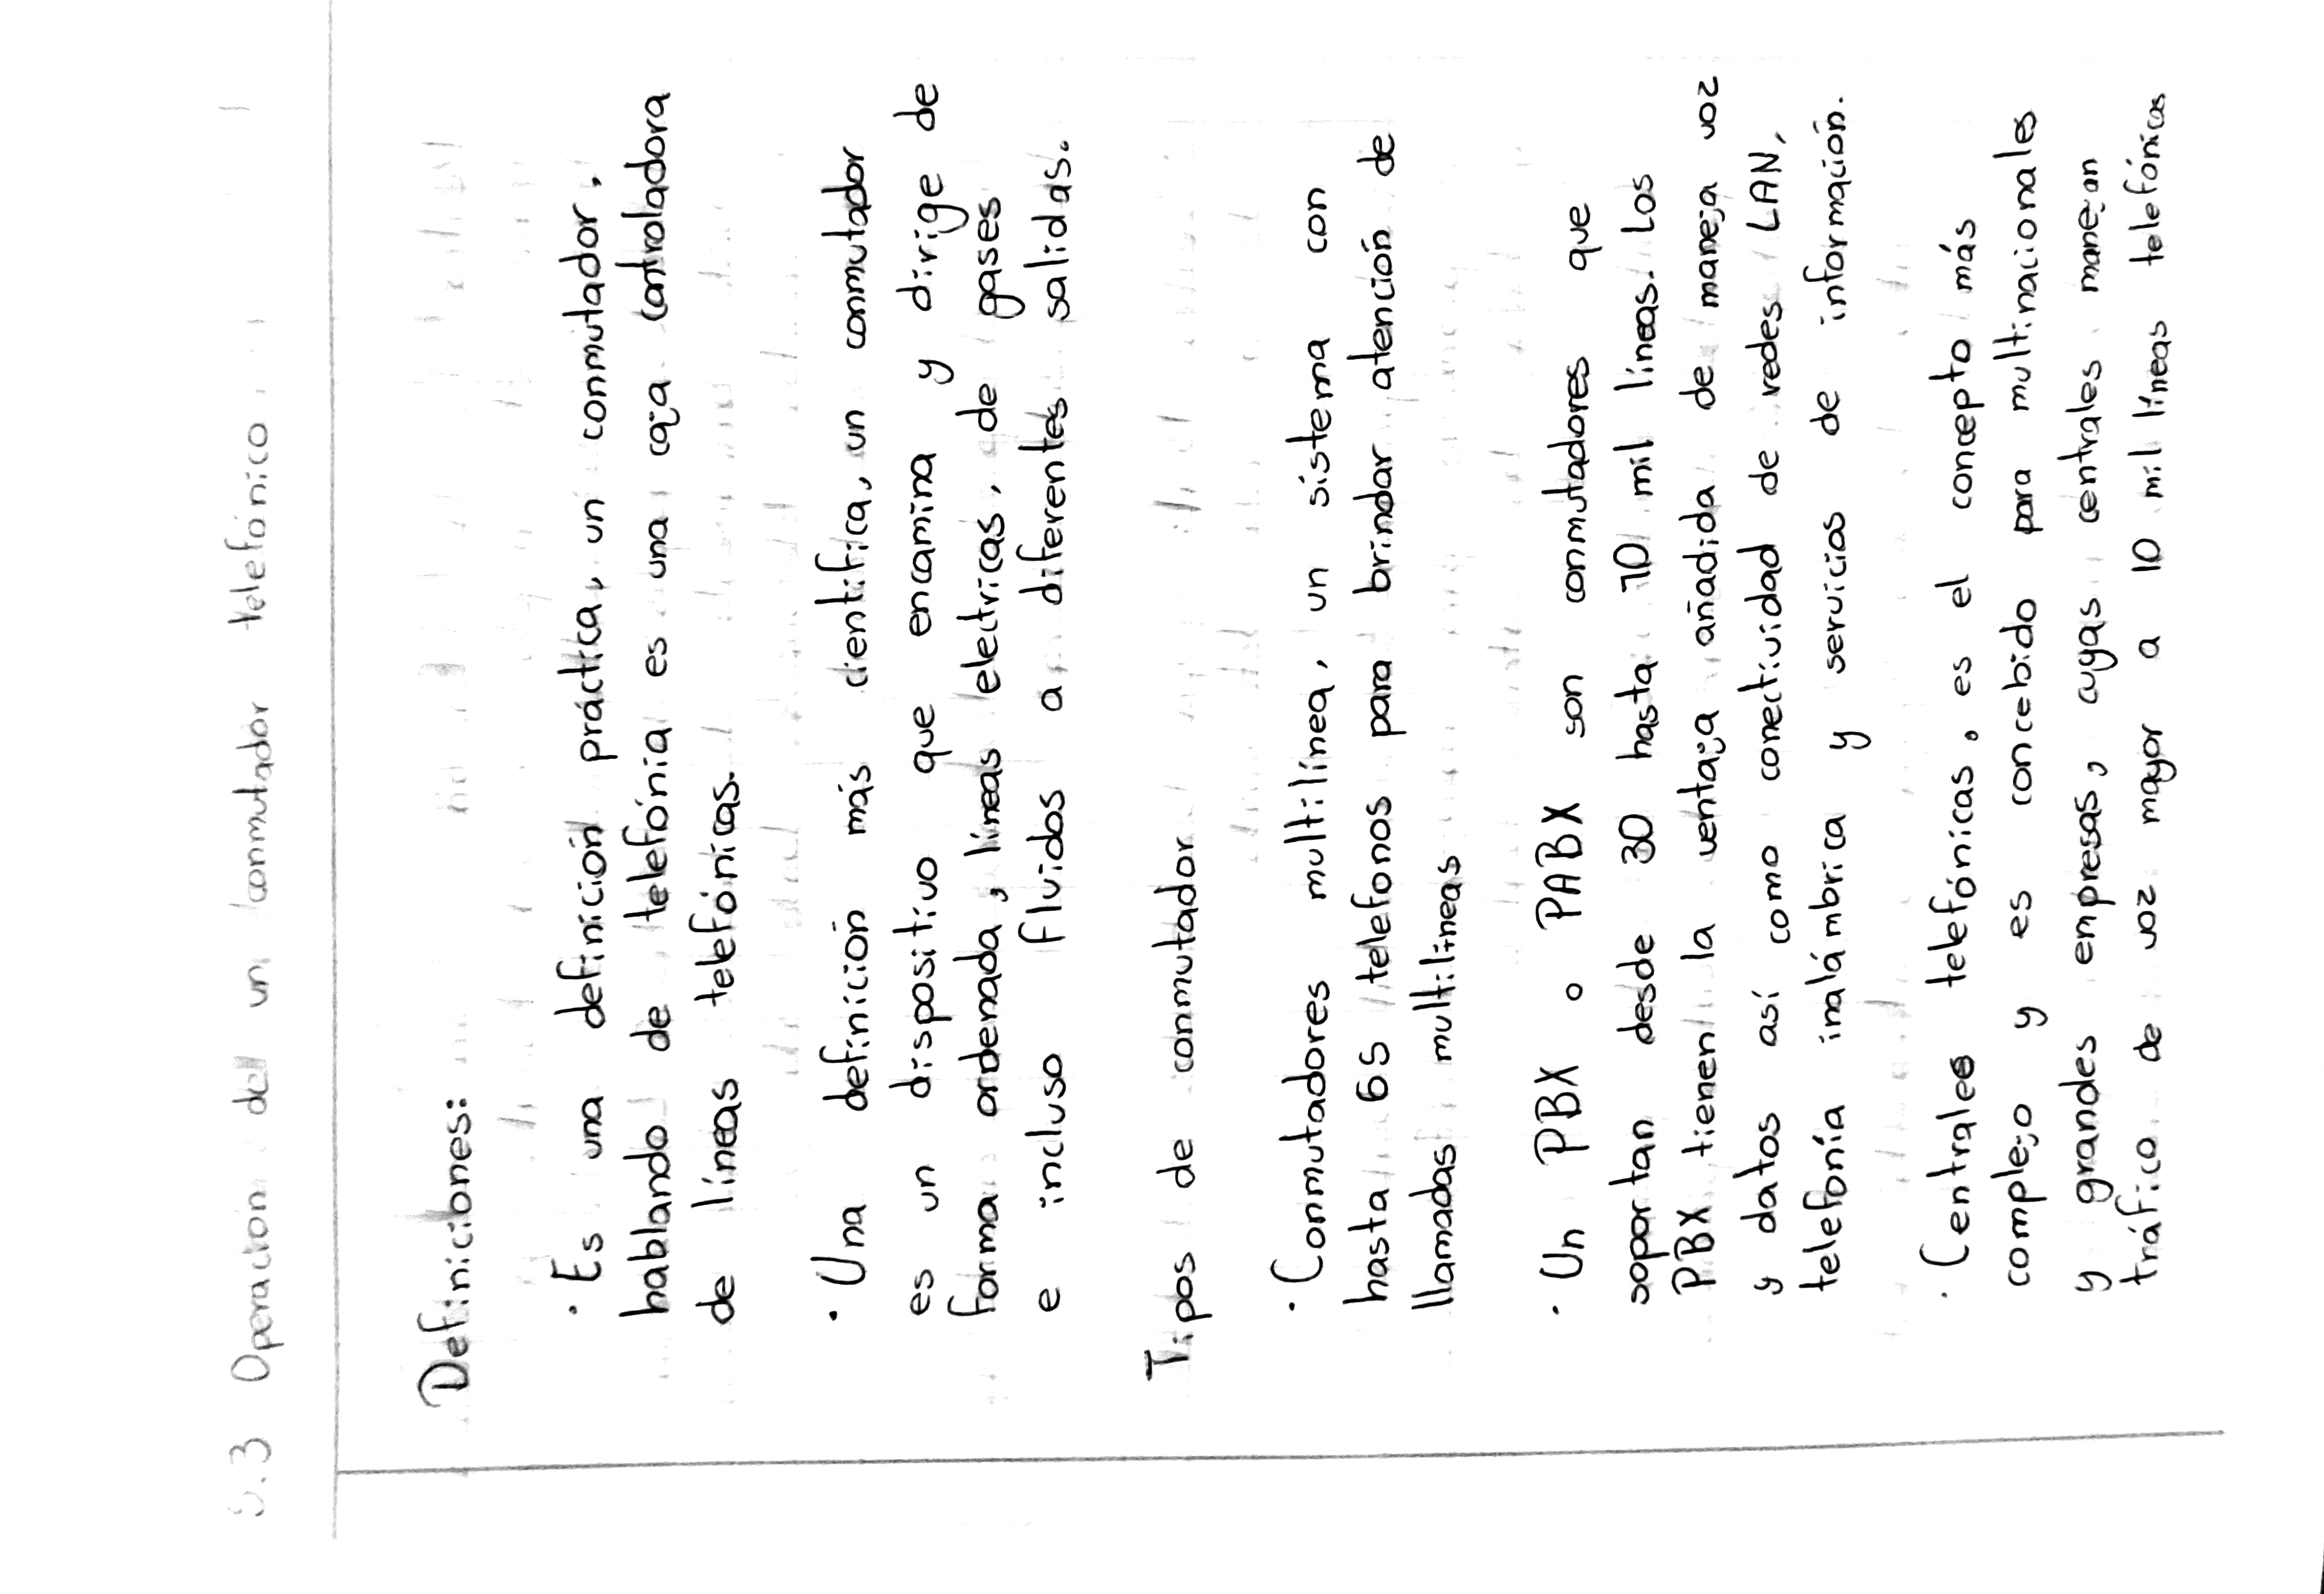 5.3 Operacion de un conmutador telefónico
Definiciones:
· Es una definición práctica, un conmutador,
hablando de telefónia es una caja controladora
de líneas telefónicas.
· Una definición más cientifica, un conmutador
es un dispositivo que encamina y dirige de
forma ordenada, líneas electricas, de gases
e incluso fluidos a diferentes salidas.
Tipos de conmutador
· Conmutadores multilínea, un sistema con
hasta 65 telefonos para brindar atención de
llamadas multilineas
· Un PBX o PABX son conmutadores que
soportan desde 30 hasta 10 mil líneas. Los
PBX tienen la ventaja añadida de maneja voz
y datos así como conectividad de redes LAN,
telefonía inalámbrica y servicios de información.
· Centrales telefónicas, es el concepto más
complejo y es concebido para multinacionales
y grandes empresas, cuyas centrales manejan
tráfico de voz mayor a 10 mil líneas telefónicas